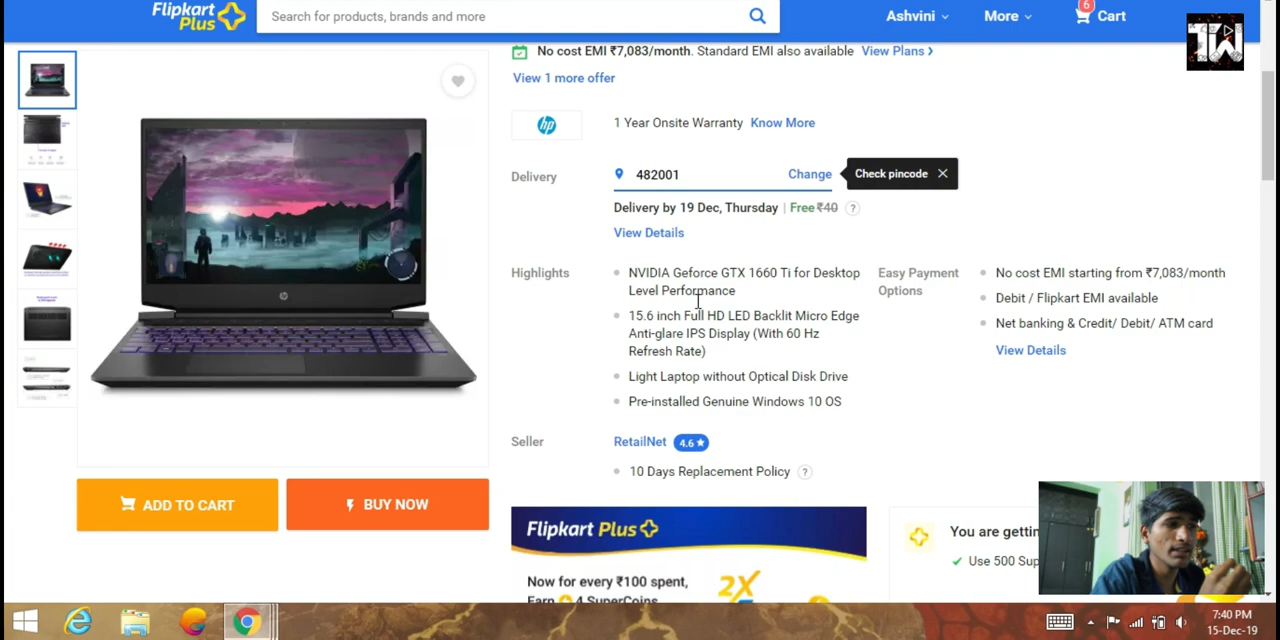 Flipkart
Plus
Search for products, brands and more
Ashvini
More
6
Cart
TW
No cost EMI ₹7,083/month. Standard EMI also available View Plans
View 1 more offer
hp
1 Year Onsite Warranty Know More
Delivery
482001
Change
Check pincode
Delivery by 19 Dec, Thursday | Free ₹40 ?
View Details
Highlights
NVIDIA Geforce GTX 1660 Ti for Desktop
Level Performance
15.6 inch Full HD LED Backlit Micro Edge
Anti-glare IPS Display (With 60 Hz
Refresh Rate)
Light Laptop without Optical Disk Drive
Pre-installed Genuine Windows 10 OS
Easy Payment
Options
No cost EMI starting from ₹7,083/month
Debit / Flipkart EMI available
Net banking & Credit/ Debit/ ATM card
View Details
Seller
RetailNet 4.6★
10 Days Replacement Policy ?
ADD TO CART
BUY NOW
Flipkart Plus
Now for every ₹100 spent,
Earn 4 SuperCoins
2X
You are gettin
Use 500 Sup
7:40 PM
15-Dec-19